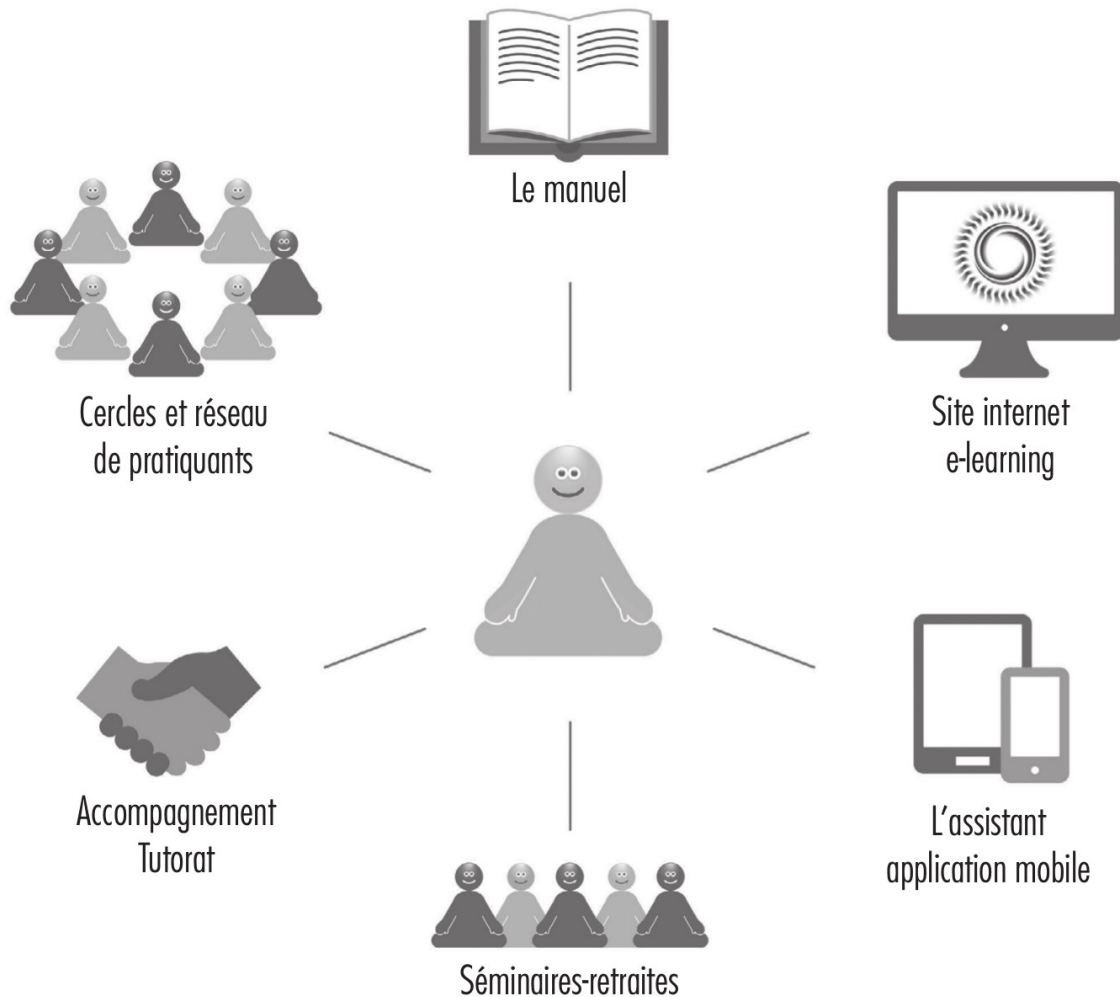 Le manuel
Cercles et réseau
de pratiquants
Site internet
e-learning
Accompagnement
Tutorat
L'assistant
application mobile
Séminaires-retraites